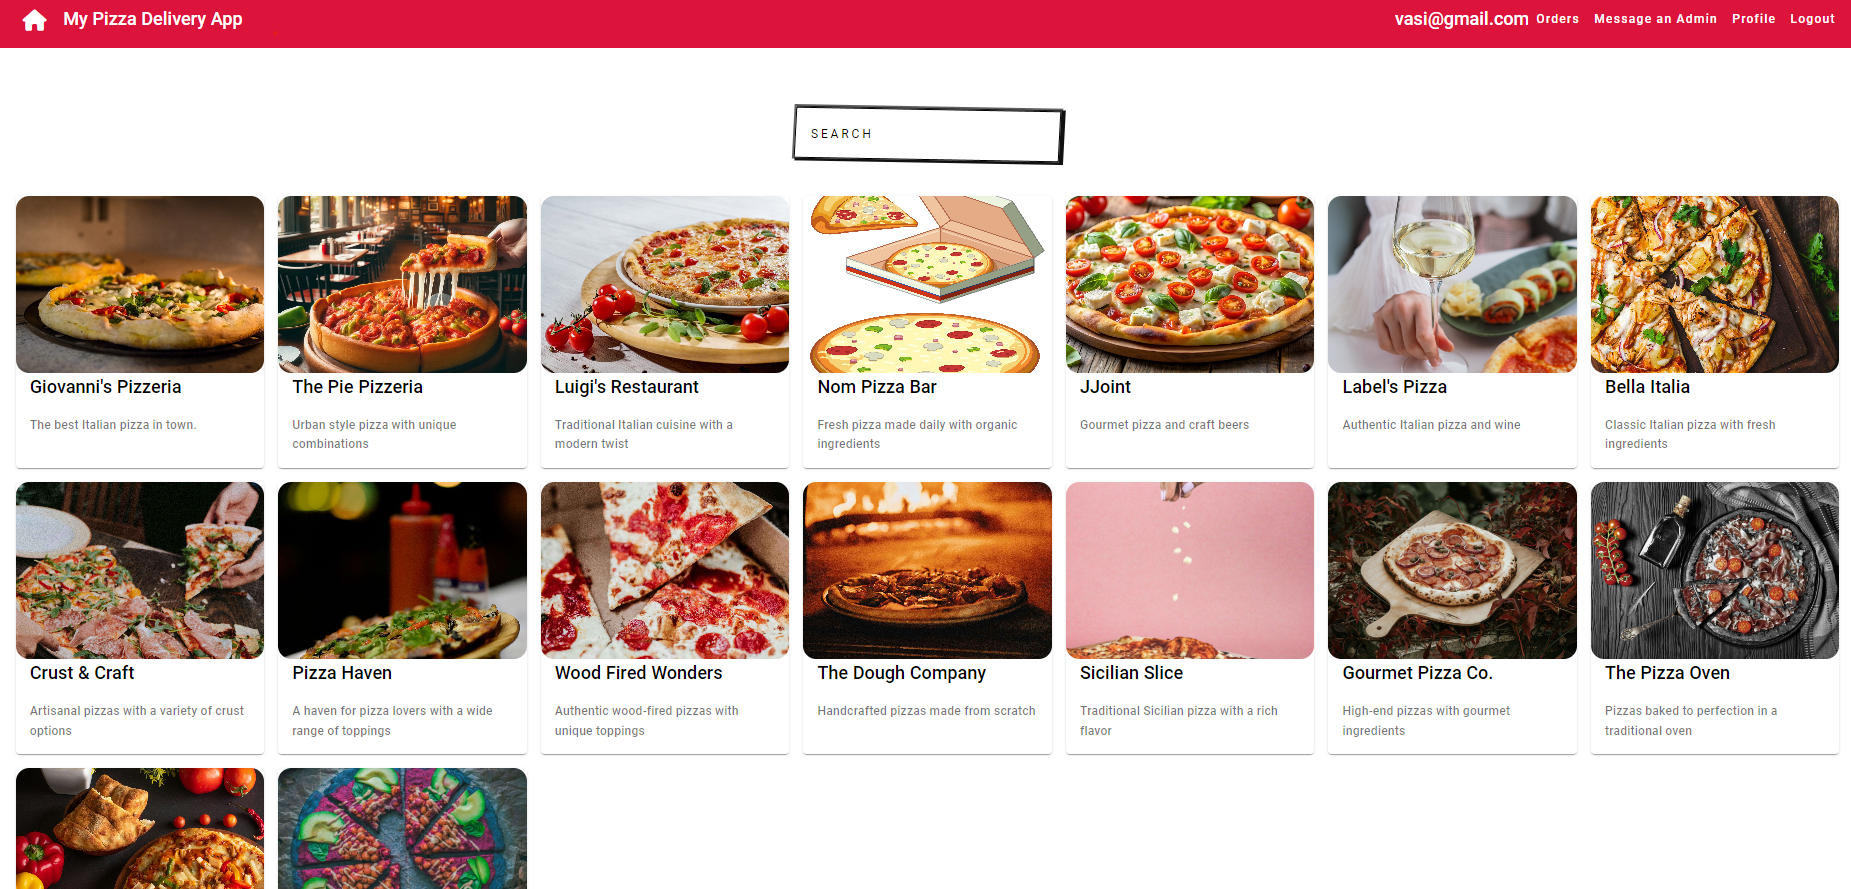 My Pizza Delivery App
vasi@gmail.com Orders Message an Admin Profile Logout
SEARCH
Giovanni's Pizzeria
The best Italian pizza in town.
The Pie Pizzeria
Urban style pizza with unique
combinations
Luigi's Restaurant
Traditional Italian cuisine with a
modern twist
Nom Pizza Bar
Fresh pizza made daily with organic
ingredients
JJoint
Gourmet pizza and craft beers
Label's Pizza
Authentic Italian pizza and wine
Bella Italia
Classic Italian pizza with fresh
ingredients
Crust & Craft
Artisanal pizzas with a variety of crust
options
Pizza Haven
A haven for pizza lovers with a wide
range of toppings
Wood Fired Wonders
Authentic wood-fired pizzas with
unique toppings
The Dough Company
Handcrafted pizzas made from scratch
Sicilian Slice
Traditional Sicilian pizza with a rich
flavor
Gourmet Pizza Co.
High-end pizzas with gourmet
ingredients
The Pizza Oven
Pizzas baked to perfection in a
traditional oven